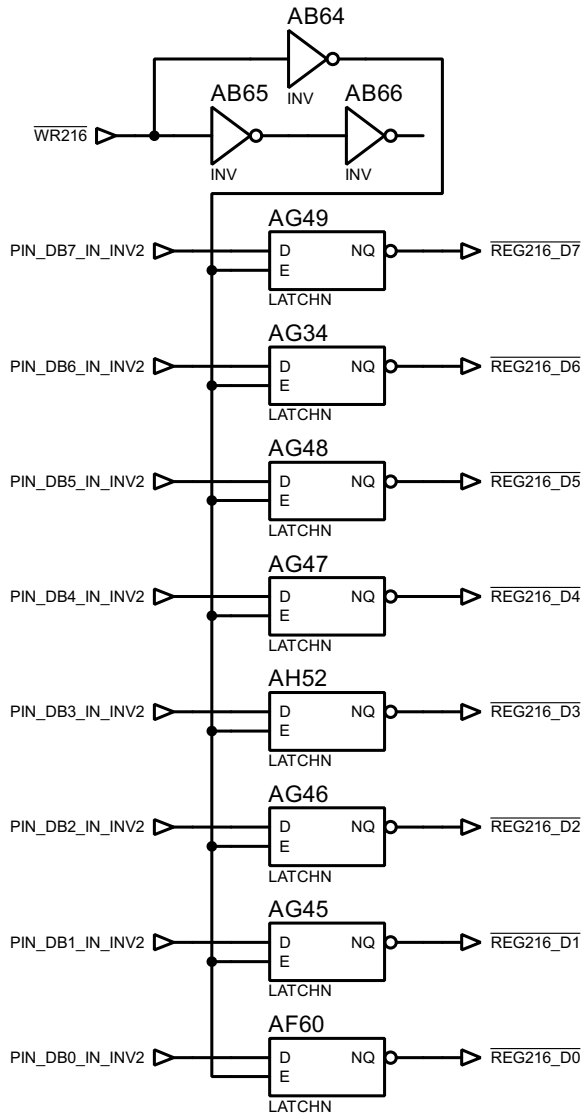 AB64
INV
AB65
AB66
WR216
INV
INV
AG49
PIN_DB7_IN_INV2
D
NQ
REG216_D7
E
LATCHN
AG34
PIN_DB6_IN_INV2
D
NQ
REG216_D6
E
LATCHN
AG48
PIN_DB5_IN_INV2
D
NQ
REG216_D5
E
LATCHN
AG47
PIN_DB4_IN_INV2
D
NQ
REG216_D4
E
LATCHN
AH52
PIN_DB3_IN_INV2
D
NQ
REG216_D3
E
LATCHN
AG46
PIN_DB2_IN_INV2
D
NQ
REG216_D2
E
LATCHN
AG45
PIN_DB1_IN_INV2
D
NQ
REG216_D1
E
LATCHN
AF60
PIN_DB0_IN_INV2
D
NQ
REG216_D0
E
LATCHN